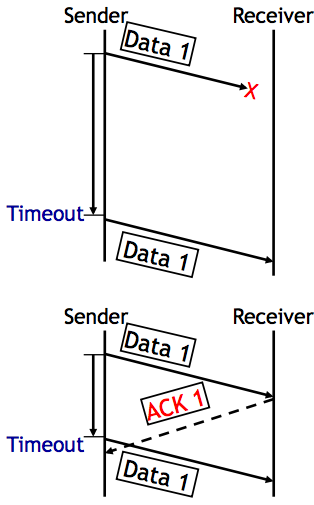 Sender Receiver
Data 1
X
Timeout
Data 1
Sender Receiver
Data 1
ACK 1
Timeout
Data 1